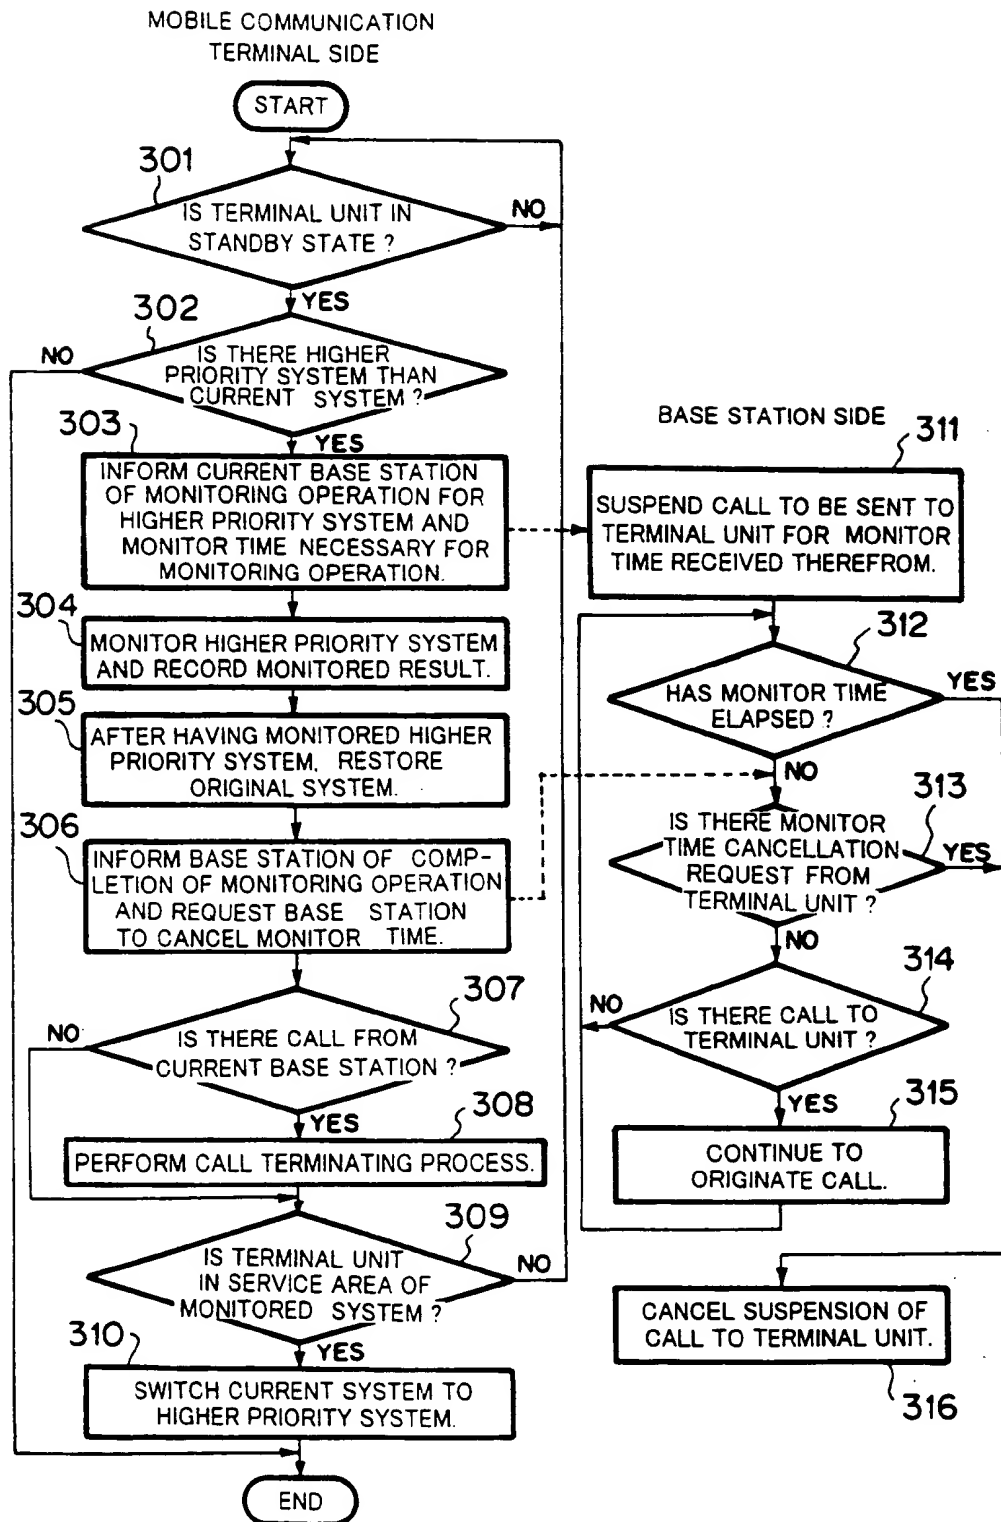 MOBILE COMMUNICATION
TERMINAL SIDE
START
301
IS TERMINAL UNIT IN
STANDBY STATE ?
NO
YES
302
NO
IS THERE HIGHER
PRIORITY SYSTEM THAN
CURRENT SYSTEM ?
YES
303
INFORM CURRENT BASE STATION
OF MONITORING OPERATION FOR
HIGHER PRIORITY SYSTEM AND
MONITOR TIME NECESSARY FOR
MONITORING OPERATION.
304
MONITOR HIGHER PRIORITY SYSTEM
AND RECORD MONITORED RESULT.
305
AFTER HAVING MONITORED HIGHER
PRIORITY SYSTEM, RESTORE
ORIGINAL SYSTEM.
306
INFORM BASE STATION OF COMP-
LETION OF MONITORING OPERATION
AND REQUEST BASE STATION
TO CANCEL MONITOR TIME.
307
NO
IS THERE CALL FROM
CURRENT BASE STATION ?
YES
308
PERFORM CALL TERMINATING PROCESS.
309
IS TERMINAL UNIT
IN SERVICE AREA OF
MONITORED SYSTEM ?
NO
YES
310
SWITCH CURRENT SYSTEM TO
HIGHER PRIORITY SYSTEM.
END
BASE STATION SIDE
311
SUSPEND CALL TO BE SENT TO
TERMINAL UNIT FOR MONITOR
TIME RECEIVED THEREFROM.
312
HAS MONITOR TIME
ELAPSED ?
YES
NO
313
IS THERE MONITOR
TIME CANCELLATION
REQUEST FROM
TERMINAL UNIT ?
YES
NO
314
NO
IS THERE CALL TO
TERMINAL UNIT ?
YES
315
CONTINUE TO
ORIGINATE CALL.
CANCEL SUSPENSION OF
CALL TO TERMINAL UNIT.
316